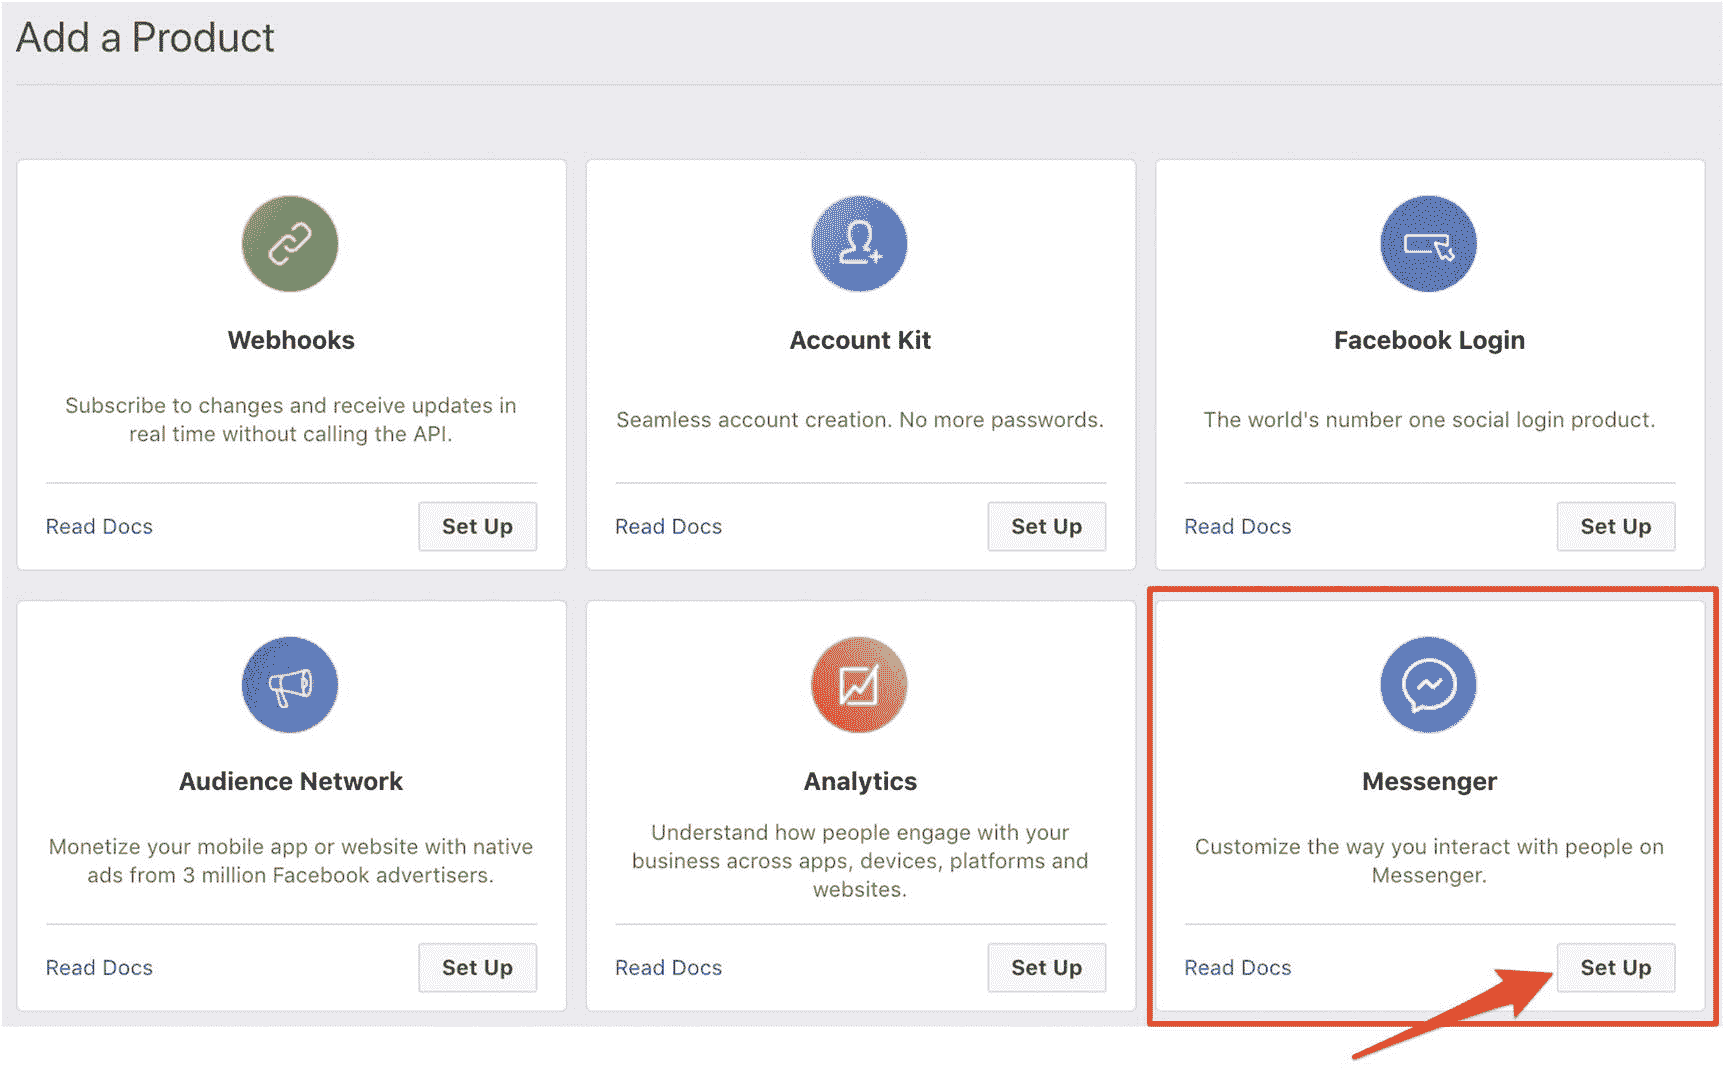 Add a Product
Webhooks
Subscribe to changes and receive updates in
real time without calling the API.
Read Docs
Set Up
Account Kit
Seamless account creation. No more passwords.
Read Docs
Set Up
Facebook Login
The world's number one social login product.
Read Docs
Set Up
Audience Network
Monetize your mobile app or website with native
ads from 3 million Facebook advertisers.
Read Docs
Set Up
Analytics
Understand how people engage with your
business across apps, devices, platforms and
websites.
Read Docs
Set Up
Messenger
Customize the way you interact with people on
Messenger.
Read Docs
Set Up